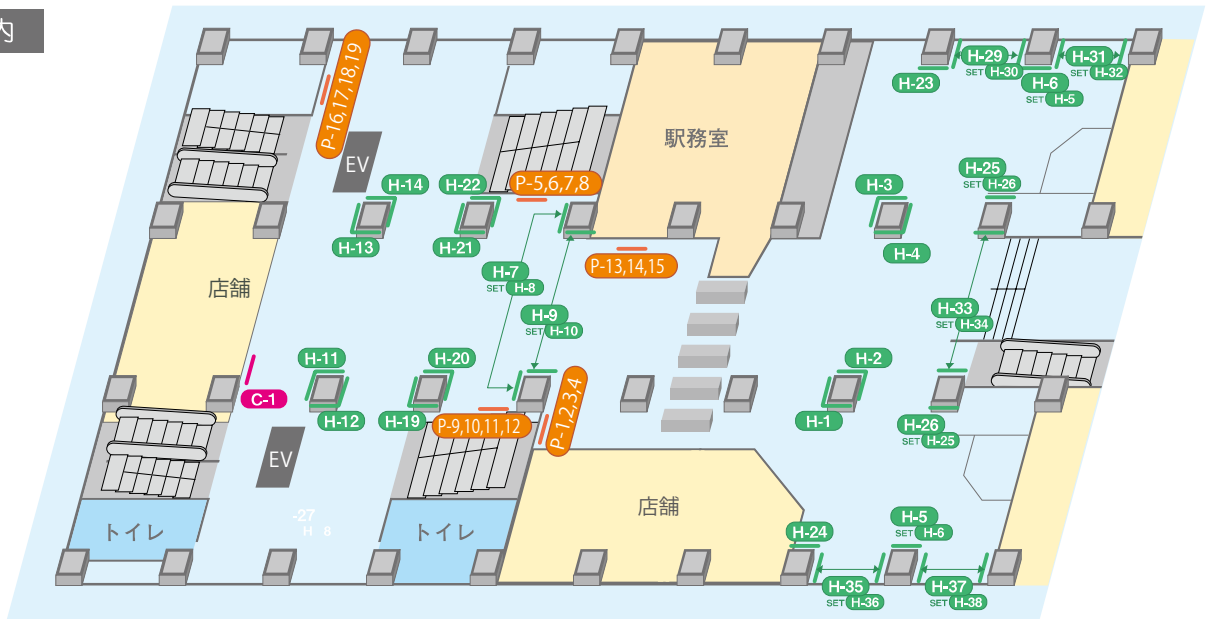 内
P-16,17,18,19
H-29
SET H-30
H-31
SET H-32
H-23
H-6
SET H-5
駅務室
EV
H-14
H-22
P-5,6,7,8
H-3
H-25
SET H-26
H-13
H-21
H-4
P-13,14,15
H-7
SET H-8
店舗
H-9
SET H-10
H-33
SET H-34
H-11
H-20
H-2
C-1
H-12
H-19
P-9,10,11,12
P-1,2,3,4
H-1
H-26
SET H-25
EV
店舗
トイレ
トイレ
-27
H 8
H-24
H-5
SET H-6
H-35
SET H-36
H-37
SET H-38